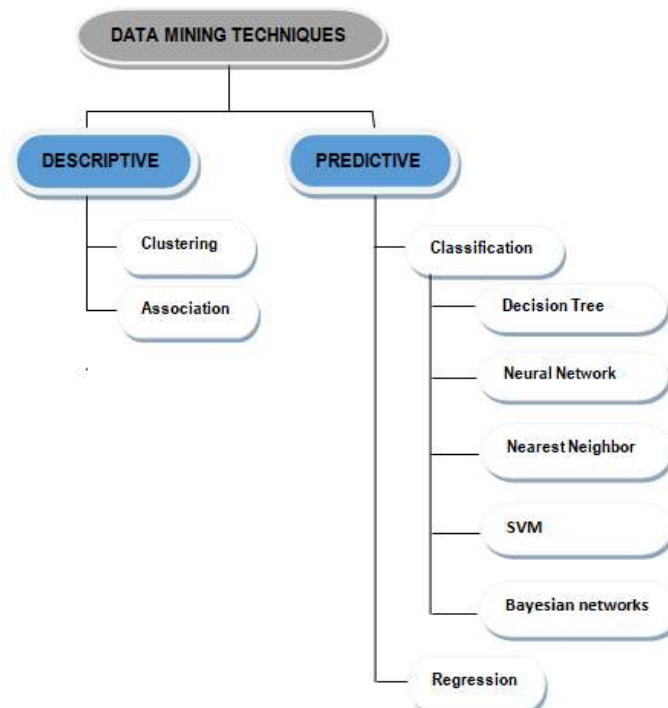 DATA MINING TECHNIQUES
DESCRIPTIVE
PREDICTIVE
Clustering
Association
Classification
Decision Tree
Neural Network
Nearest Neighbor
SVM
Bayesian networks
Regression